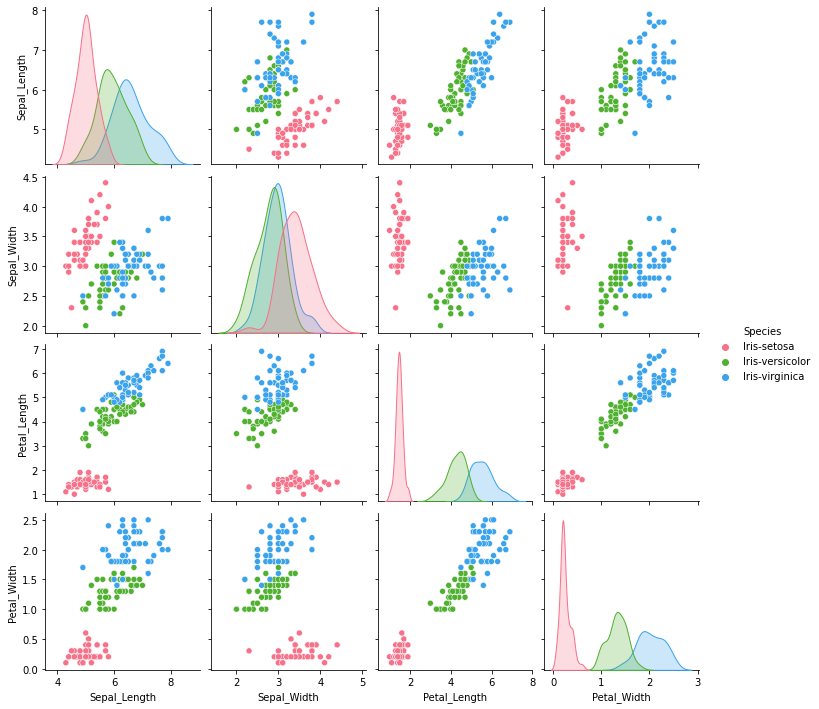 8
7
6
5
Sepal_Length
4.5
4.0
3.5
3.0
2.5
2.0
Sepal_Width
Species
Iris-setosa
Iris-versicolor
Iris-virginica
7
6
5
4
3
2
1
Petal_Length
2.5
2.0
1.5
1.0
0.5
0.0
Petal_Width
4 6 8
Sepal_Length
2 3 4 5
Sepal_Width
2 4 6 8
Petal_Length
0 1 2 3
Petal_Width